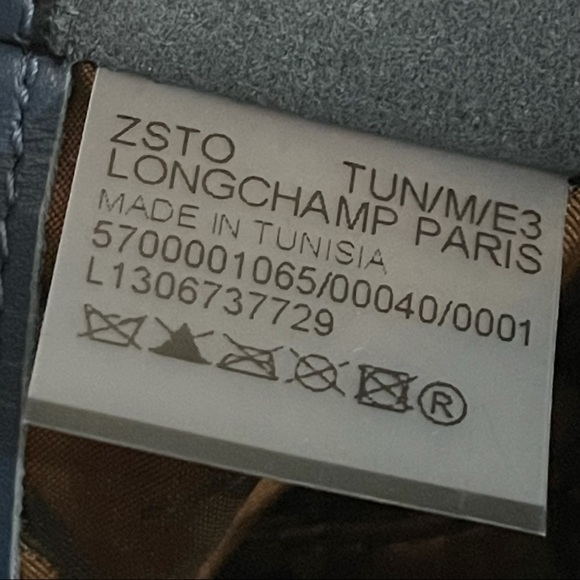 ZSTO TUN/M/E3
LONGCHAMP PARIS
MADE IN TUNISIA
5700001065/00040/0001
L1306737729
®